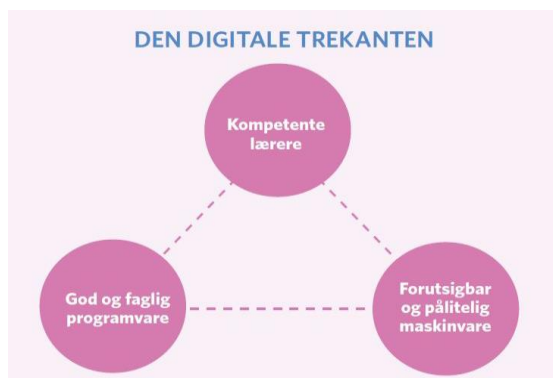 DEN DIGITALE TREKANTEN
Kompetente
lærere
God og faglig
programvare
Forutsigbar
og pålitelig
maskinvare